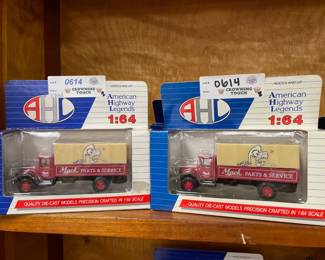 0614
CROWNING
TOUCH
AHL
American
Highway
Legends
1:64
Mack PARTS & SERVICE
QUALITY DIE-CAST MODELS PRECISION CRAFTED IN 1:64 SCALE
0614
CROWNING
TOUCH
AHL
American
Highway
Legends
1:64
Mack PARTS & SERVICE
QUALITY DIE-CAST MODELS PRECISION CRAFTED IN 1:64 SCALE